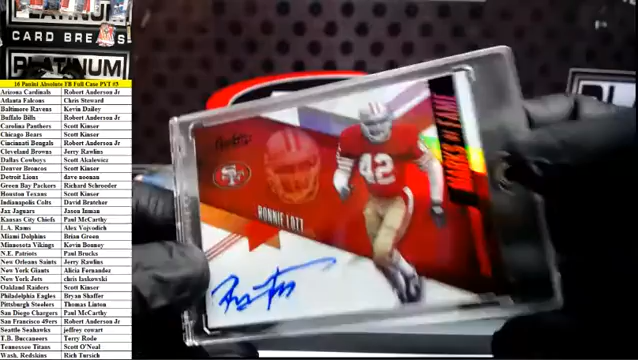 PLATINUM
CARD BREAKS
PLATINUM
16 Panini Absolute FB Full Case PYT #3
Arizona Cardinals Robert Anderson Jr
Atlanta Falcons Chris Steward
Baltimore Ravens Kevin Dailey
Buffalo Bills Robert Anderson Jr
Carolina Panthers Scott Kinser
Chicago Bears Scott Kinser
Cincinnati Bengals Robert Anderson Jr
Cleveland Browns Jerry Rawlins
Dallas Cowboys Scott Akalewicz
Denver Broncos Scott Kinser
Detroit Lions dave noonan
Green Bay Packers Richard Schroeder
Houston Texans Scott Kinser
Indianapolis Colts David Bratcher
Jax Jaguars Jason Inman
Kansas City Chiefs Paul McCarthy
L.A. Rams Alex Vojvodich
Miami Dolphins Brian Green
Minnesota Vikings Kevin Bonney
N.E. Patriots Paul Brucks
New Orleans Saints Jerry Rawlins
New York Giants Alicia Fernandez
New York Jets chris laskowski
Oakland Raiders Scott Kinser
Philadelphia Eagles Bryan Shaffer
Pittsburgh Steelers Thomas Linton
San Diego Chargers Paul McCarthy
San Francisco 49ers Robert Anderson Jr
Seattle Seahawks jeffrey cowart
T.B. Buccaneers Terry Rode
Tennessee Titans Scott O'Neal
Wash. Redskins Rich Tursich
MARKS OF FAME
42
SF
RONNIE LOTT